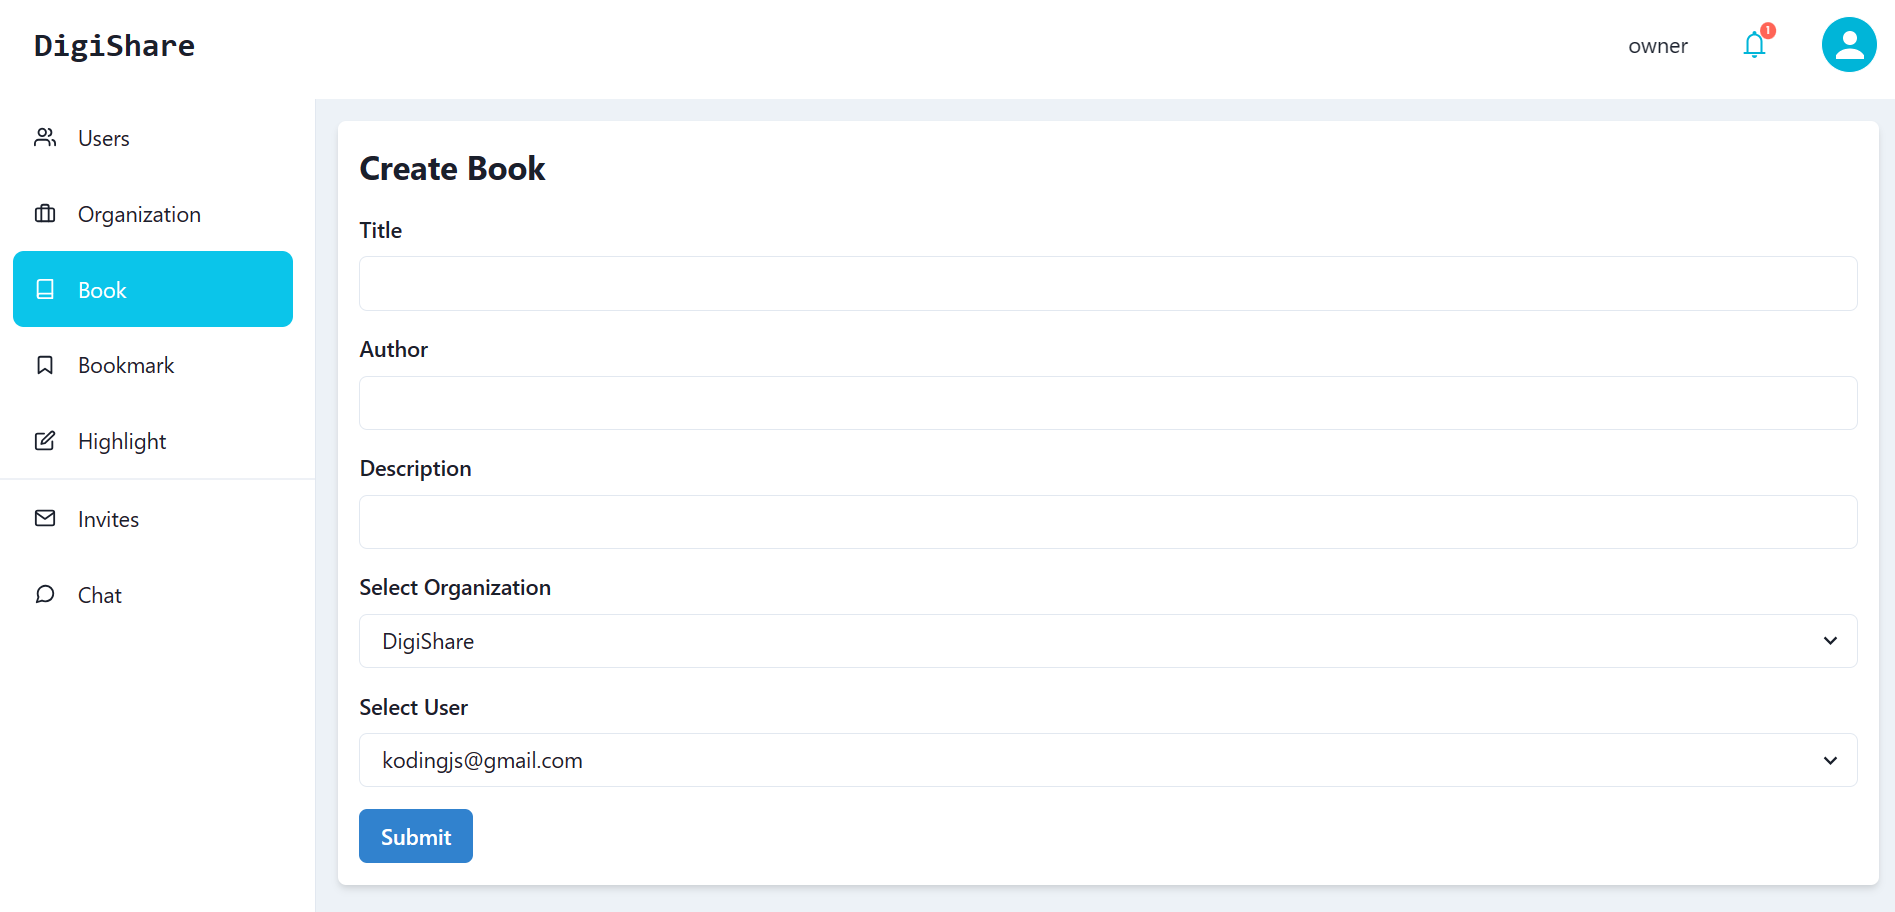 DigiShare
owner
1
Users
Organization
Book
Bookmark
Highlight
Invites
Chat
Create Book
Title
Author
Description
Select Organization
DigiShare
Select User
kodingjs@gmail.com
Submit